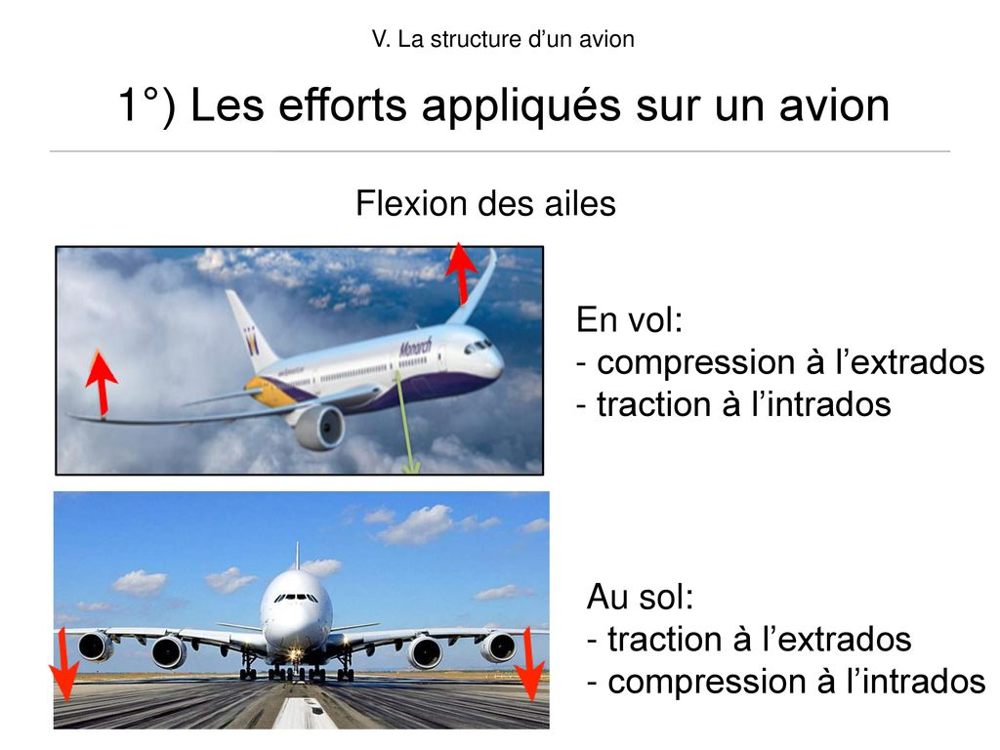 V. La structure d’un avion
1°) Les efforts appliqués sur un avion
Flexion des ailes
Monarch
En vol:
- compression à l’extrados
- traction à l’intrados
Au sol:
- traction à l’extrados
- compression à l’intrados